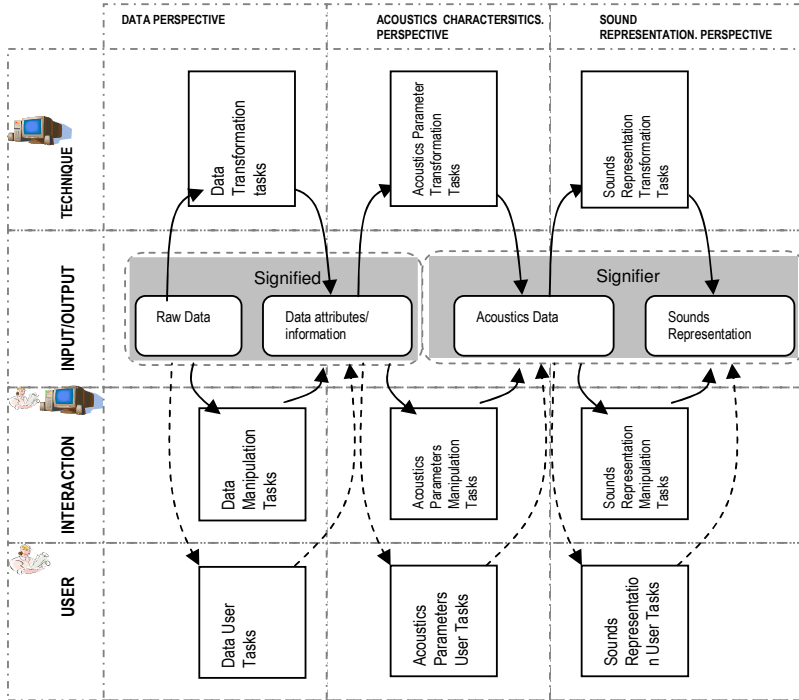 DATA PERSPECTIVE
ACOUSTICS CHARACTERSITICS.
PERSPECTIVE
SOUND
REPRESENTATION. PERSPECTIVE
TECHNIQUE
Data
Transformation
tasks
Acoustics Parameter
Transformation
Tasks
Sounds
Representation
Transformation
Tasks
INPUT/OUTPUT
Signified
Signifier
Raw Data
Data attributes/
information
Acoustics Data
Sounds
Representation
INTERACTION
Data
Manipulation
Tasks
Acoustics
Parameters
Manipulation
Tasks
Sounds
Representation
Manipulation
Tasks
USER
Data User
Tasks
Acoustics
Parameters
User Tasks
Sounds
Representatio
n User Tasks